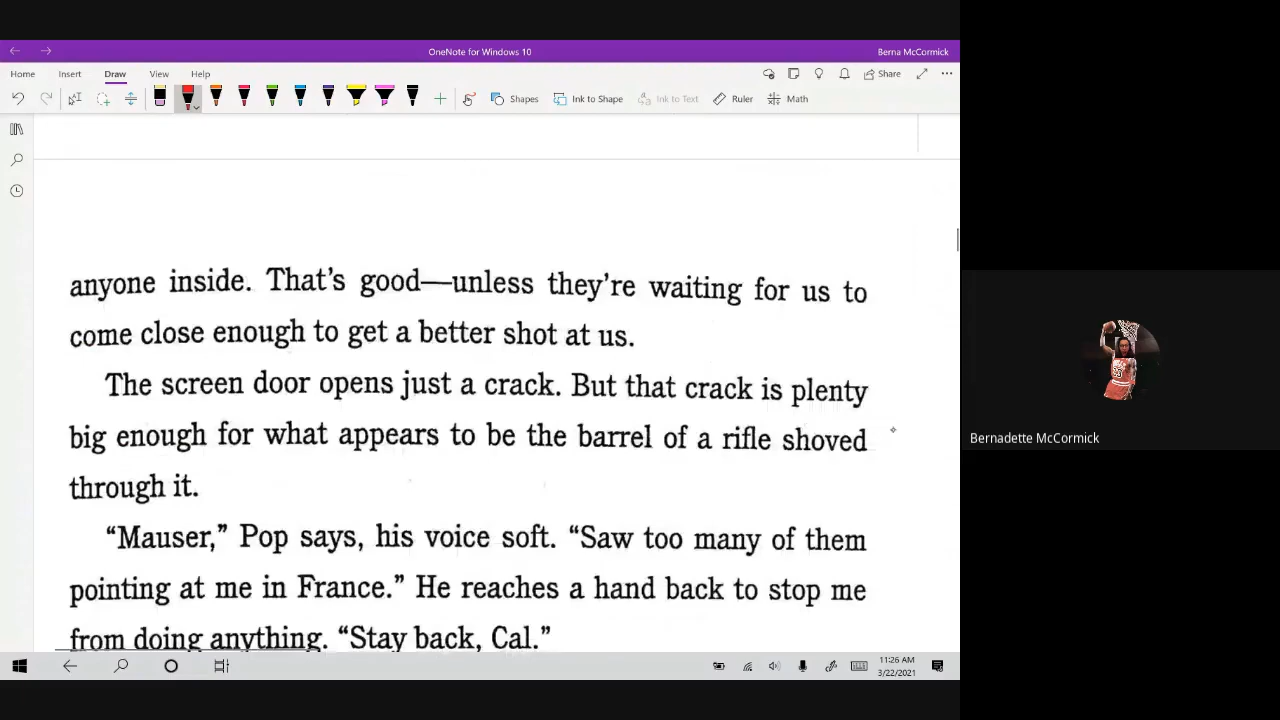 OneNote for Windows 10
Berna McCormick
Home Insert Draw View Help
Share
Shapes Ink to Shape Ink to Text Ruler Math
anyone inside. That's good—unless they're waiting for us to
come close enough to get a better shot at us.
The screen door opens just a crack. But that crack is plenty
big enough for what appears to be the barrel of a rifle shoved
through it.
“Mauser,” Pop says, his voice soft. “Saw too many of them
pointing at me in France.” He reaches a hand back to stop me
from doing anything. “Stay back, Cal.”
11:26 AM
3/22/2021
Bernadette McCormick